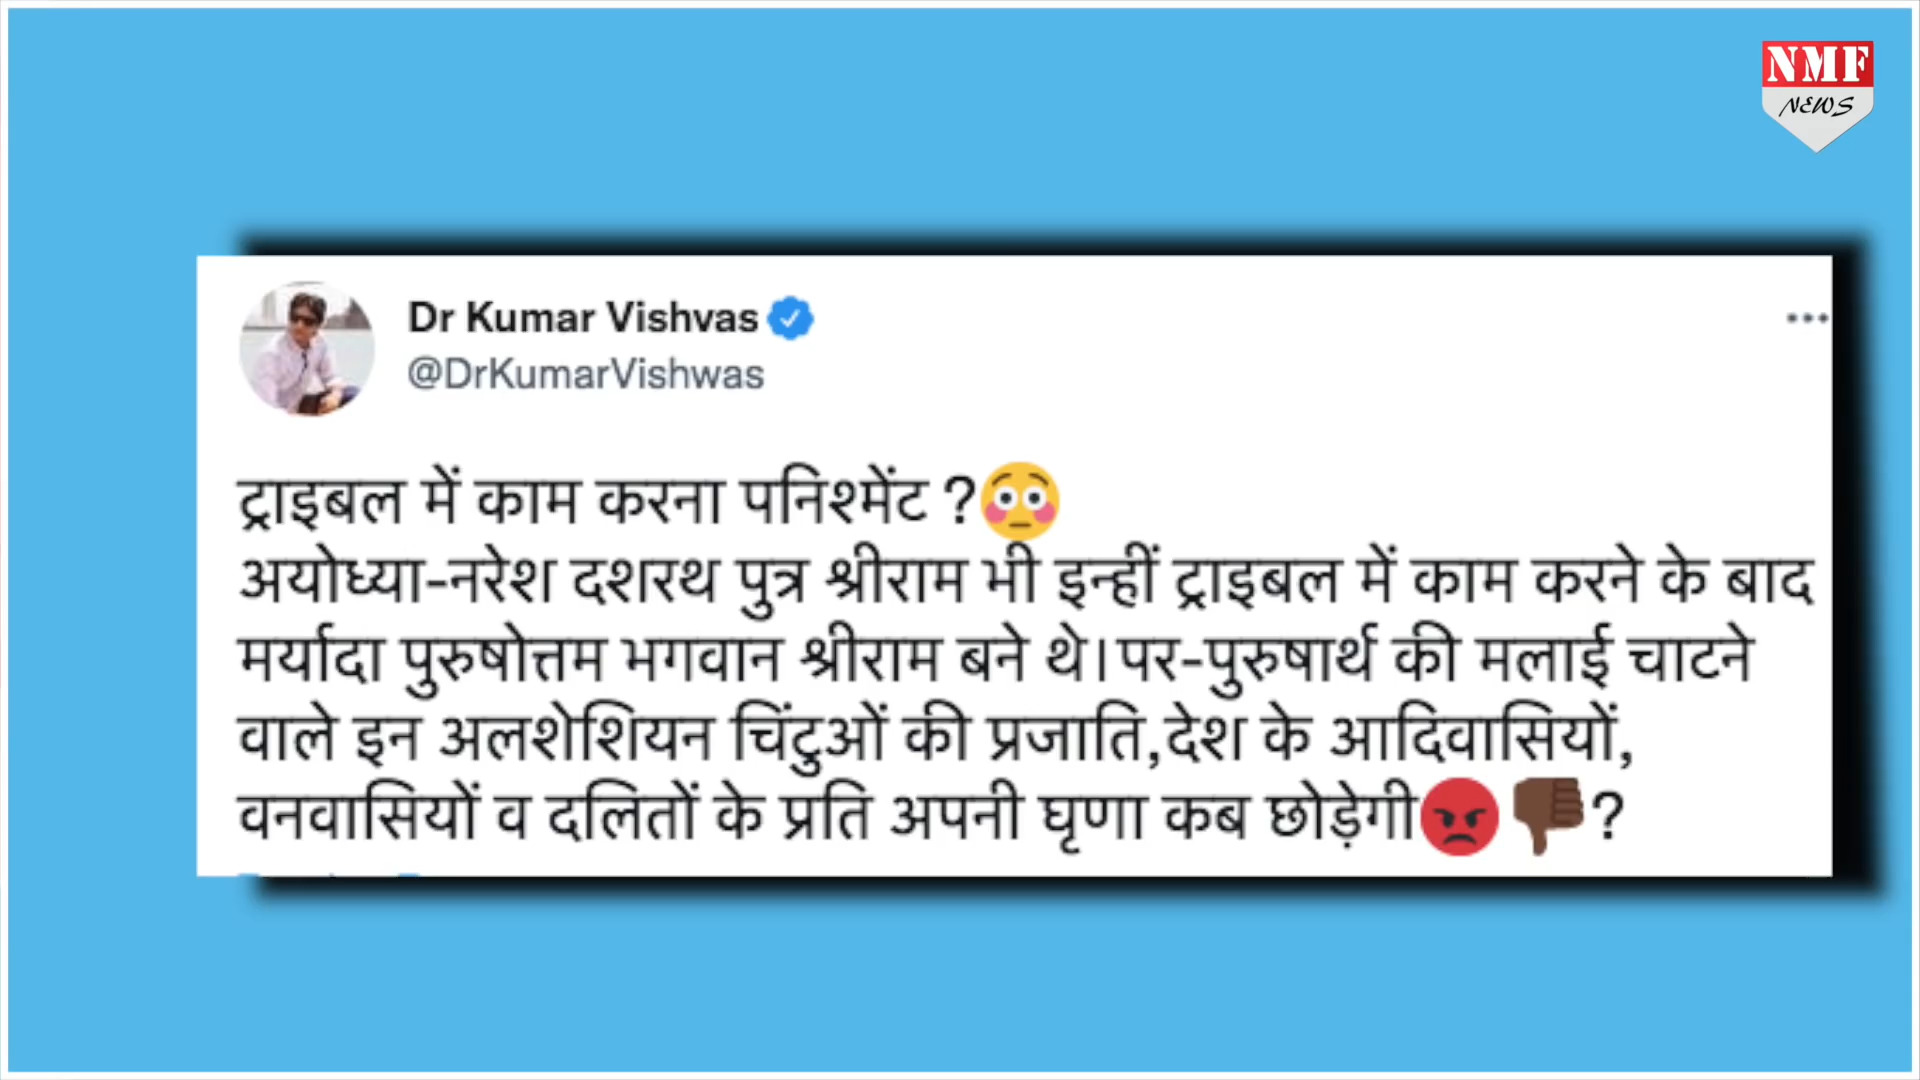 NMF
NEWS
Dr Kumar Vishvas
@DrKumarVishwas
ट्राइबल में काम करना पनिश्मेंट ?😳
अयोध्या-नरेश दशरथ पुत्र श्रीराम भी इन्हीं ट्राइबल में काम करने के बाद
मर्यादा पुरुषोत्तम भगवान श्रीराम बने थे।पर-पुरुषार्थ की मलाई चाटने
वाले इन अलशेशियन चिंटुओं की प्रजाति,देश के आदिवासियों,
वनवासियों व दलितों के प्रति अपनी घृणा कब छोड़ेगी😡👎🏿?